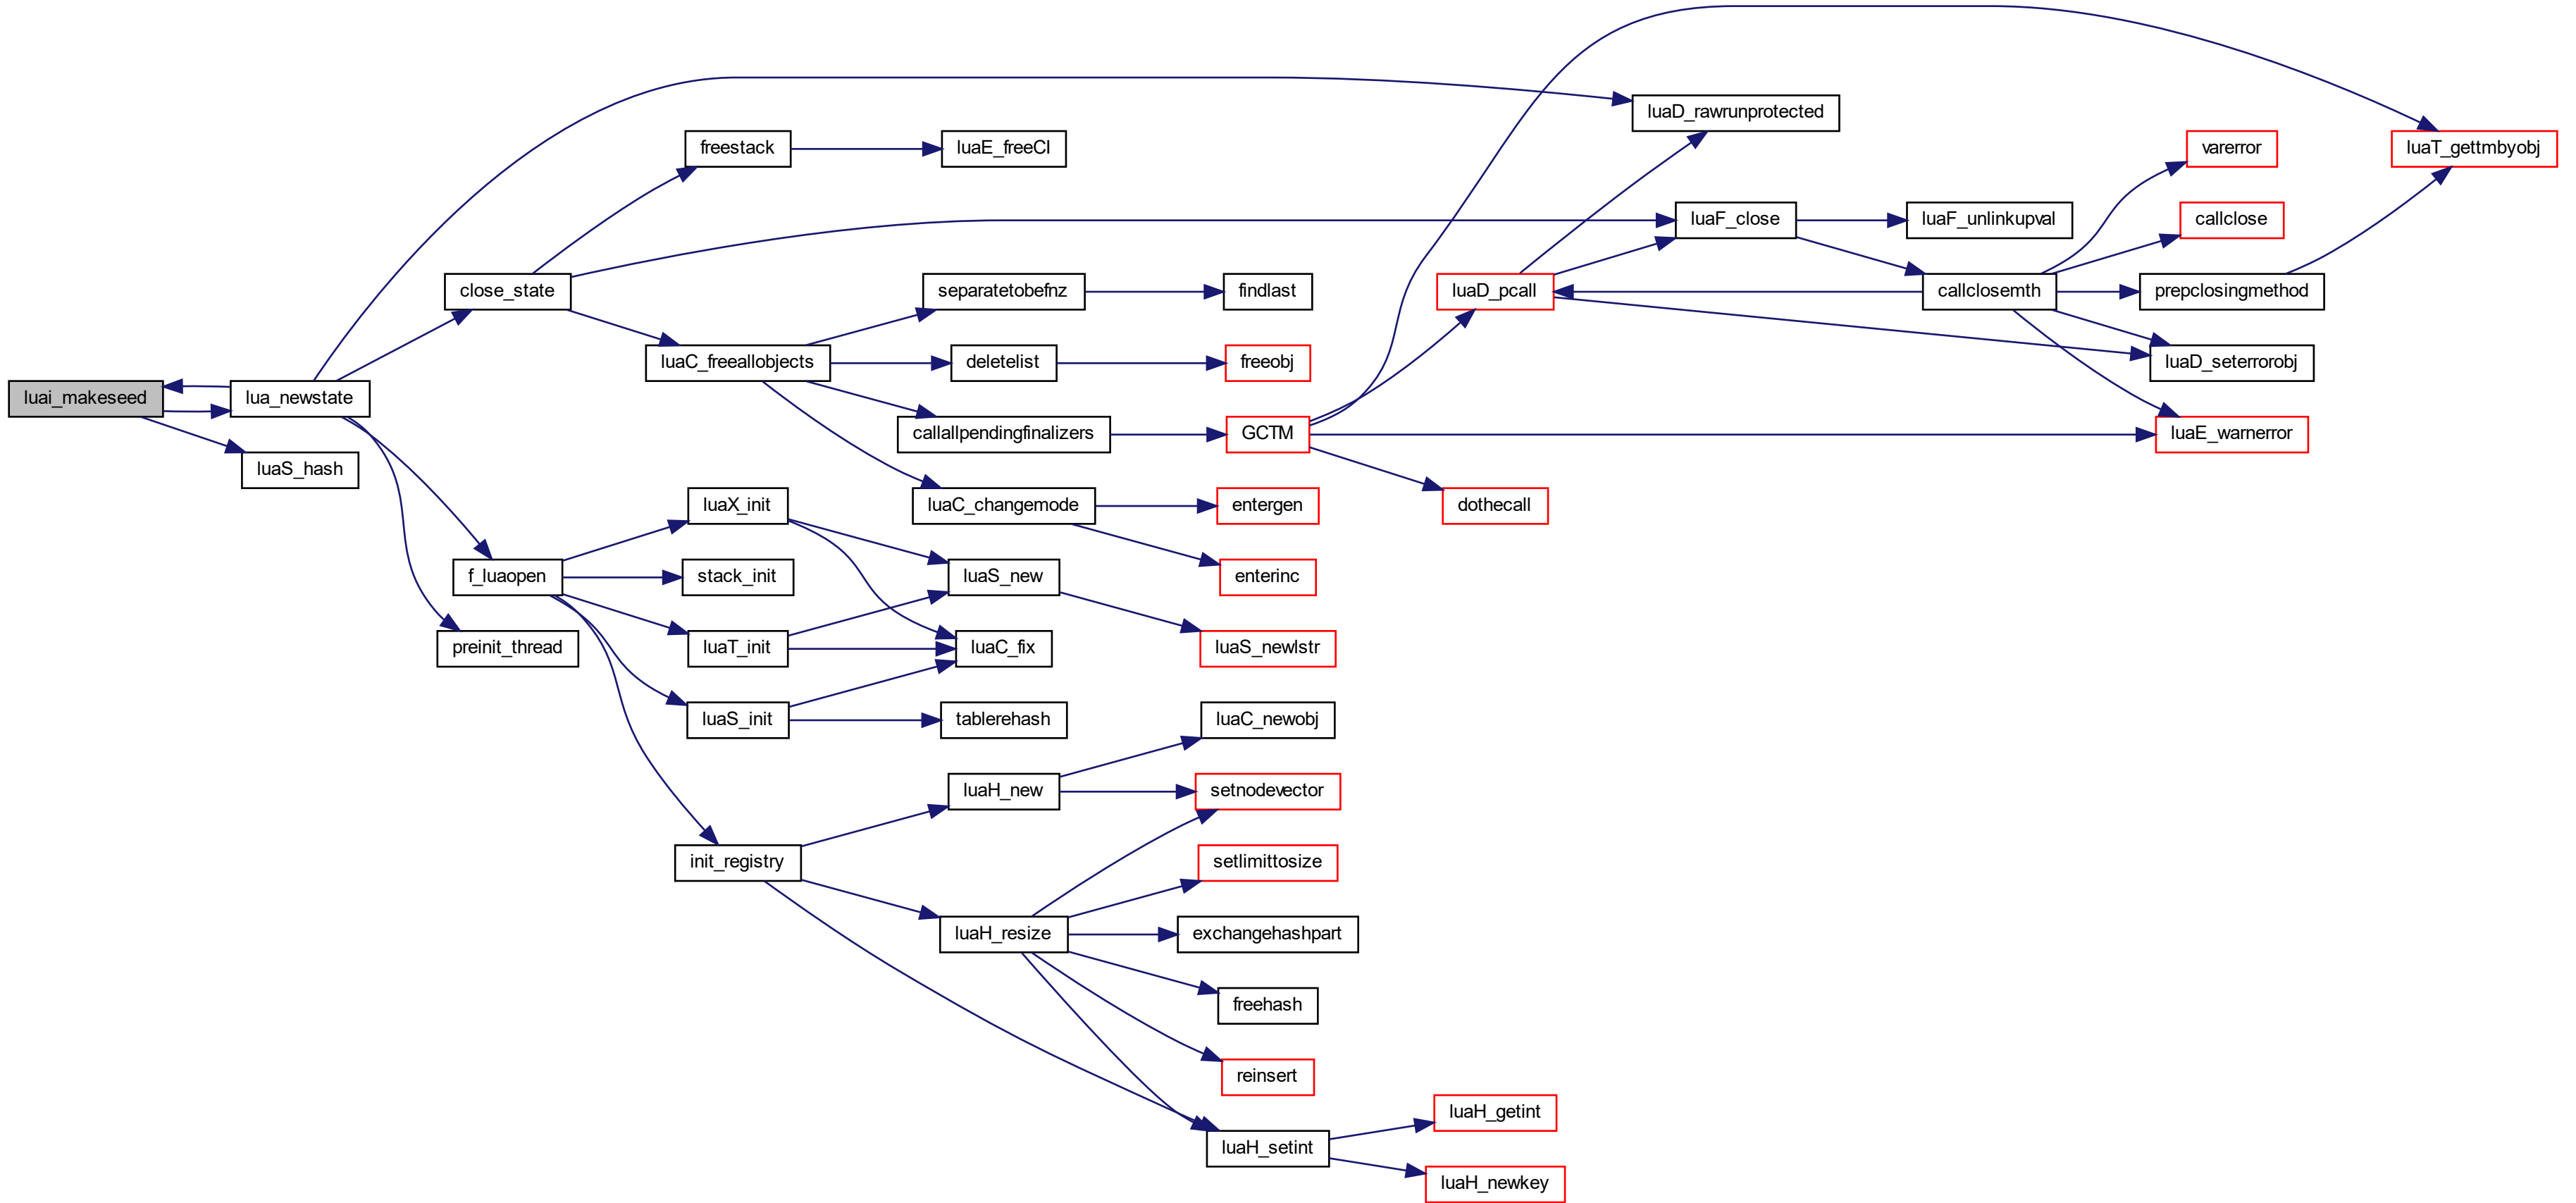 luaD_rawrunprotected
freestack
luaE_freeCI
varerror
luaT_gettmbyobj
luaF_close
luaF_unlinkupval
callclose
close_state
separatetobefnz
findlast
luaD_pcall
callclosemth
prepclosingmethod
luaC_freeallobjects
deletelist
freeobj
luaD_seterrorobj
luai_makeseed
lua_newstate
callallpendingfinalizers
GCTM
luaE_warnerror
luaS_hash
luaX_init
luaC_changemode
entergen
dothecall
f_luaopen
stack_init
luaS_new
enterinc
preinit_thread
luaT_init
luaC_fix
luaS_newlstr
luaS_init
tablerehash
luaC_newobj
luaH_new
setnodevector
init_registry
setlimittosize
luaH_resize
exchangehashpart
freehash
reinsert
luaH_getint
luaH_setint
luaH_newkey